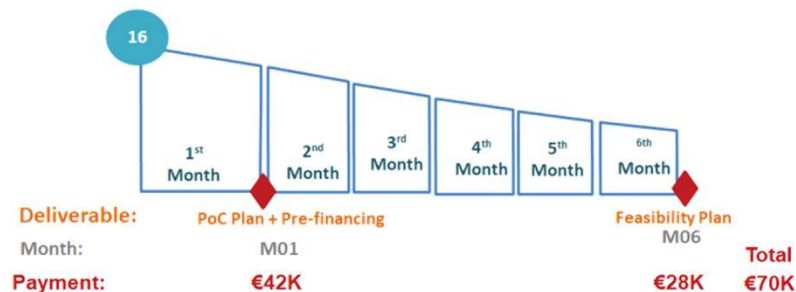 16
1st
Month
2nd
Month
3rd
Month
4th
Month
5th
Month
6th
Month
Deliverable: PoC Plan + Pre-financing Feasibility Plan
Month: M01 M06
Total
Payment: €42K €28K €70K